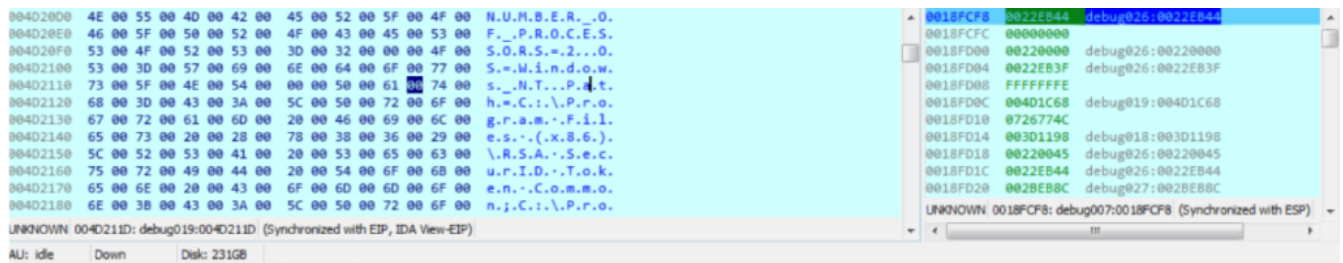 004D20D0 4E 00 55 00 4D 00 42 00 45 00 52 00 5F 00 4F 00 N.U.M.B.E.R._.O.
004D20E0 46 00 5F 00 50 00 52 00 4F 00 43 00 45 00 53 00 F._.P.R.O.C.E.S.
004D20F0 53 00 4F 00 52 00 53 00 3D 00 32 00 00 00 4F 00 S.O.R.S.=.2...O.
004D2100 53 00 3D 00 57 00 69 00 6E 00 64 00 6F 00 77 00 S.=.W.i.n.d.o.w.
004D2110 73 00 5F 00 4E 00 54 00 00 00 50 00 61 00 74 00 s._.N.T...P.a.t.
004D2120 68 00 3D 00 43 00 3A 00 5C 00 50 00 72 00 6F 00 h.=.C.:.\.P.r.o.
004D2130 67 00 72 00 61 00 6D 00 20 00 46 00 69 00 6C 00 g.r.a.m.·.F.i.l.
004D2140 65 00 73 00 20 00 28 00 78 00 38 00 36 00 29 00 e.s.·.(.x.8.6.).
004D2150 5C 00 52 00 53 00 41 00 20 00 53 00 65 00 63 00 \.R.S.A.·.S.e.c.
004D2160 75 00 72 00 49 00 44 00 20 00 54 00 6F 00 6B 00 u.r.I.D.·.T.o.k.
004D2170 65 00 6E 00 20 00 43 00 6F 00 6D 00 6D 00 6F 00 e.n.·.C.o.m.m.o.
004D2180 6E 00 3B 00 43 00 3A 00 5C 00 50 00 72 00 6F 00 n.;.C.:.\.P.r.o.
UNKNOWN 004D211D: debug019:004D211D (Synchronized with EIP, IDA View-EIP)
0018FCF8 0022EB44 debug026:0022EB44
0018FCFC 00000000
0018FD00 00220000 debug026:00220000
0018FD04 0022EB3F debug026:0022EB3F
0018FD08 FFFFFFFE
0018FD0C 004D1C68 debug019:004D1C68
0018FD10 0726774C
0018FD14 003D1198 debug018:003D1198
0018FD18 00220045 debug026:00220045
0018FD1C 0022EB44 debug026:0022EB44
0018FD20 002BEB8C debug027:002BEB8C
UNKNOWN 0018FCF8: debug007:0018FCF8 (Synchronized with ESP)
AU: idle Down Disk: 231GB